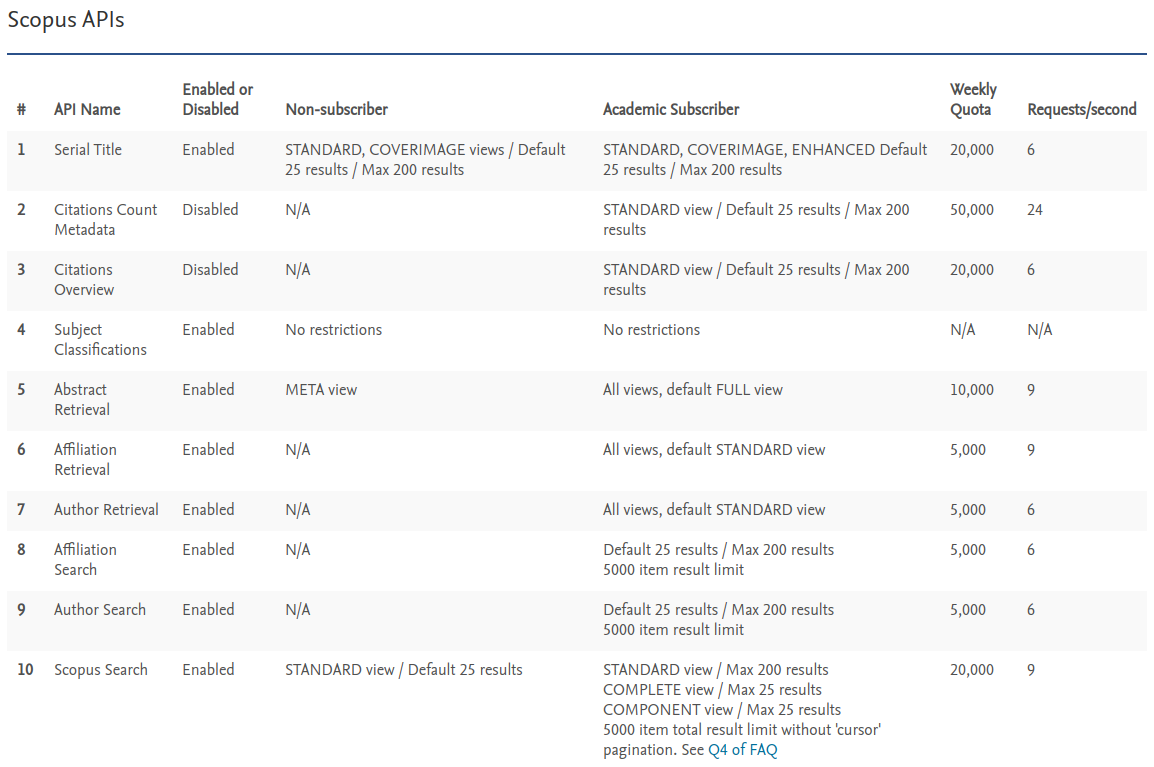 Scopus APIs
# API Name Enabled or Disabled Non-subscriber Academic Subscriber Weekly Quota Requests/second
1 Serial Title Enabled STANDARD, COVERIMAGE views / Default 25 results / Max 200 results STANDARD, COVERIMAGE, ENHANCED Default 25 results / Max 200 results 20,000 6
2 Citations Count Metadata Disabled N/A STANDARD view / Default 25 results / Max 200 results 50,000 24
3 Citations Overview Disabled N/A STANDARD view / Default 25 results / Max 200 results 20,000 6
4 Subject Classifications Enabled No restrictions No restrictions N/A N/A
5 Abstract Retrieval Enabled META view All views, default FULL view 10,000 9
6 Affiliation Retrieval Enabled N/A All views, default STANDARD view 5,000 9
7 Author Retrieval Enabled N/A All views, default STANDARD view 5,000 6
8 Affiliation Search Enabled N/A Default 25 results / Max 200 results 5000 item result limit 5,000 6
9 Author Search Enabled N/A Default 25 results / Max 200 results 5000 item result limit 5,000 6
10 Scopus Search Enabled STANDARD view / Default 25 results STANDARD view / Max 200 results 20,000 9
COMPLETE view / Max 25 results
COMPONENT view / Max 25 results
5000 item total result limit without 'cursor'
pagination. See Q4 of FAQ